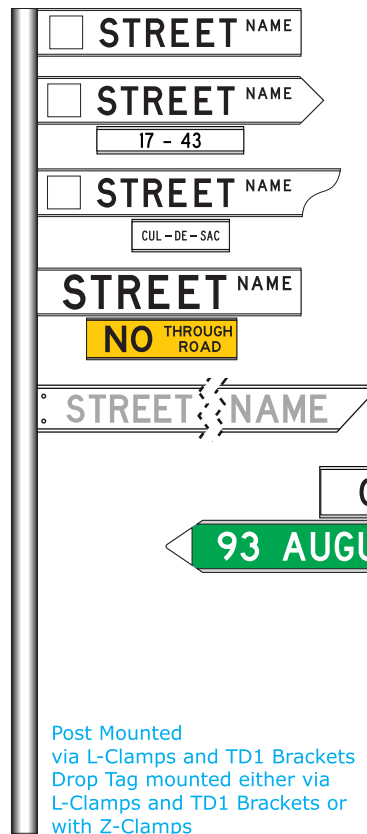 STREET NAME
STREET NAME
17 - 43
STREET NAME
CUL-DE-SAC
STREET NAME
NO THROUGH
ROAD
STREET NAME
93
Post Mounted
via L-Clamps and TD1 Brackets
Drop Tag mounted either via
L-Clamps and TD1 Brackets or
with Z-Clamps